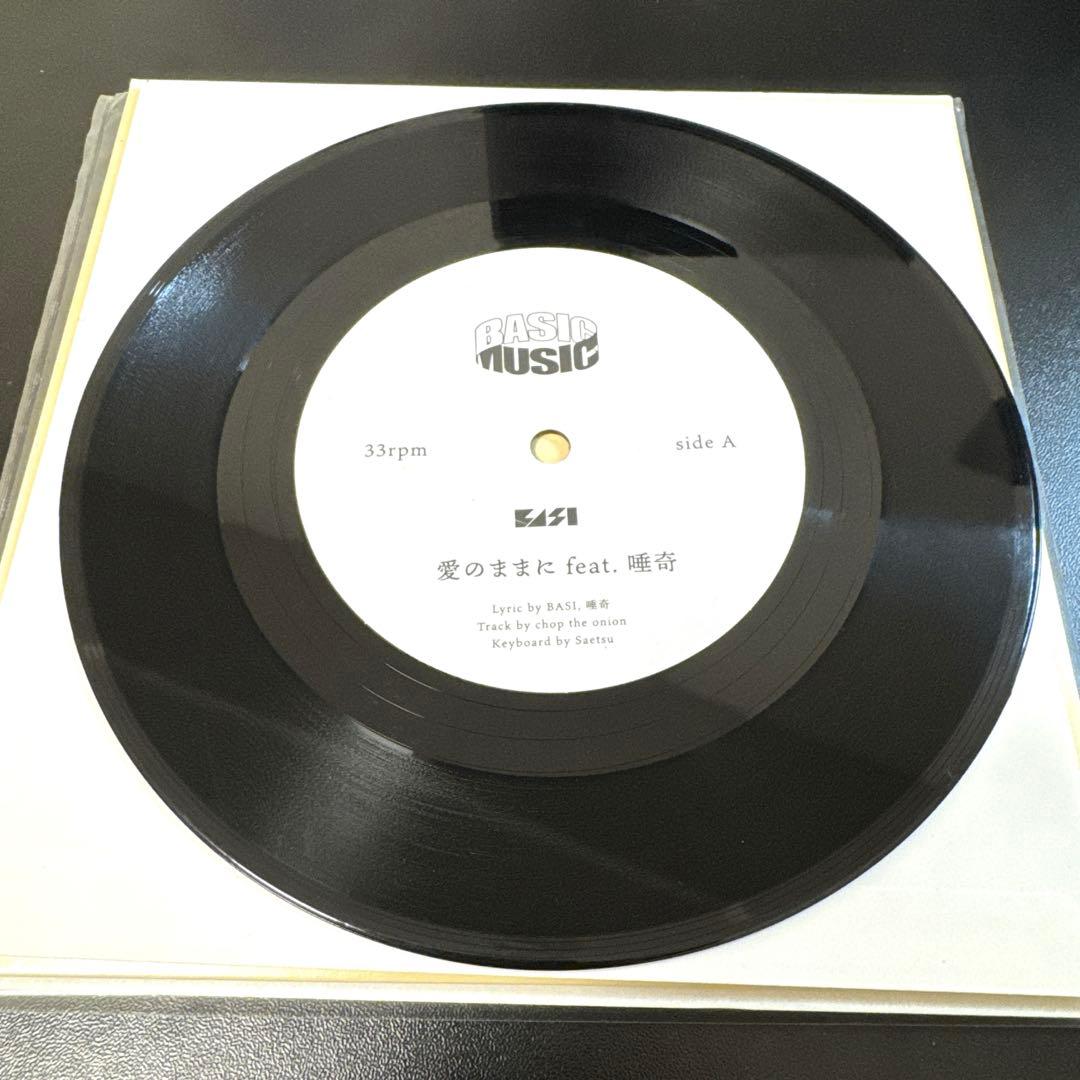 BASIC
MUSIC
33rpm
side A
BASI
愛のままに feat. 唾奇
Lyric by BASI, 唾奇
Track by chop the onion
Keyboard by Saetsu